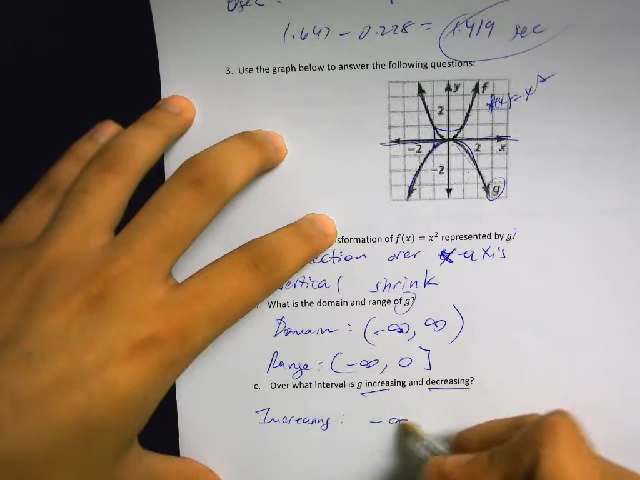 1.647 - 0.228 = 1.419 sec
3. Use the graph below to answer the following questions:
y f
f(x) = x²
2
-2 2 x
-2
g
sformation of f(x) = x² represented by g?
ection over x-axis
ertical shrink
What is the domain and range of g?
Domain: (-∞, ∞)
Range: (-∞, 0]
c. Over what interval is g increasing and decreasing?
Increasing: -∞